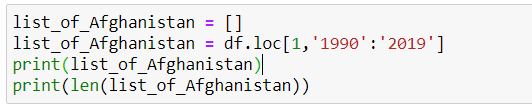 list_of_Afghanistan = []
list_of_Afghanistan = df.loc[1,'1990':'2019']
print(list_of_Afghanistan)
print(len(list_of_Afghanistan))